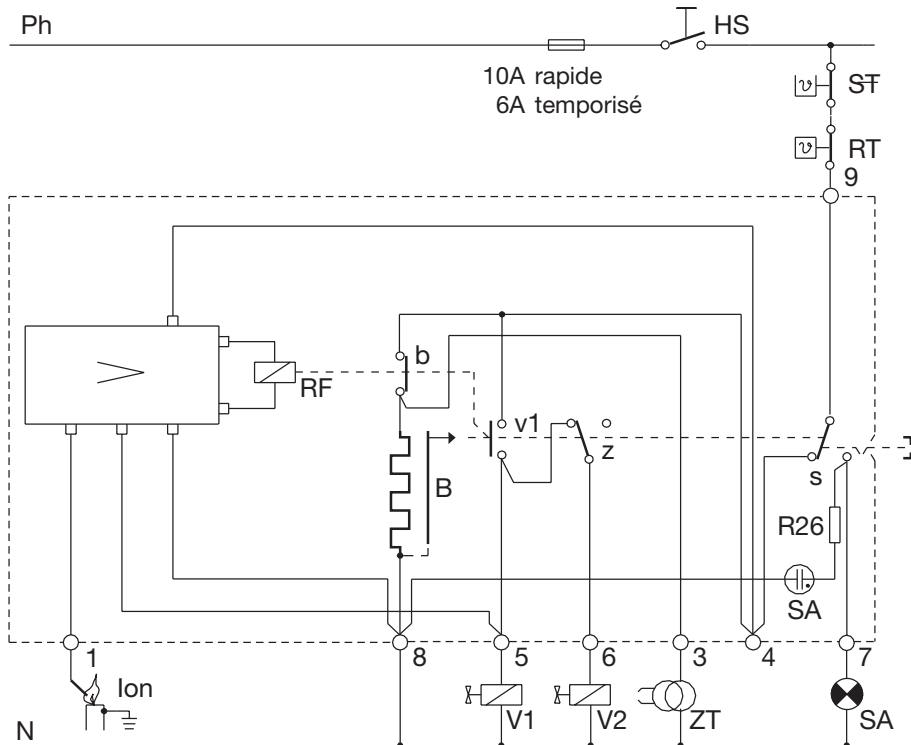 Ph
HS
10A rapide
6A temporisé
ϑ
ST
ϑ
RT
9
>
b
RF
v1
z
s
B
R26
SA
1
8
5
6
3
4
7
Ion
V1
V2
ZT
SA
N